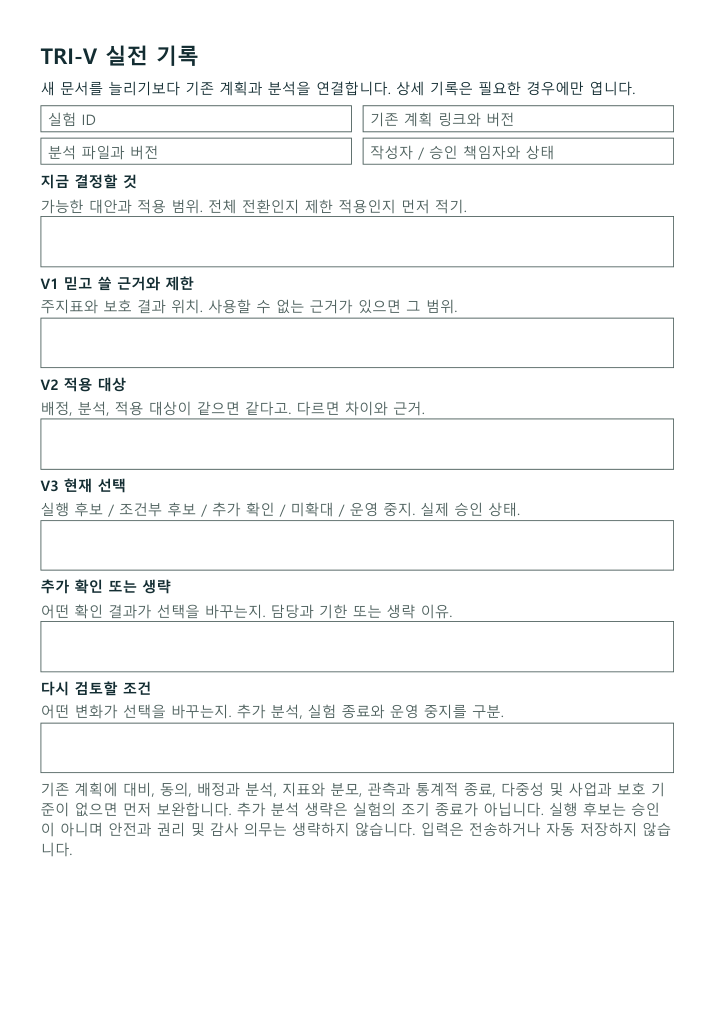 TRI-V 실전 기록
새 문서를 늘리기보다 기존 계획과 분석을 연결합니다. 상세 기록은 필요한 경우에만 엽니다.
실험 ID
기존 계획 링크와 버전
분석 파일과 버전
작성자 / 승인 책임자와 상태
지금 결정할 것
가능한 대안과 적용 범위. 전체 전환인지 제한 적용인지 먼저 적기.
V1 믿고 쓸 근거와 제한
주지표와 보호 결과 위치. 사용할 수 없는 근거가 있으면 그 범위.
V2 적용 대상
배정, 분석, 적용 대상이 같으면 같다고. 다르면 차이와 근거.
V3 현재 선택
실행 후보 / 조건부 후보 / 추가 확인 / 미확대 / 운영 중지. 실제 승인 상태.
추가 확인 또는 생략
어떤 확인 결과가 선택을 바꾸는지. 담당과 기한 또는 생략 이유.
다시 검토할 조건
어떤 변화가 선택을 바꾸는지. 추가 분석, 실험 종료와 운영 중지를 구분.
기존 계획에 대비, 동의, 배정과 분석, 지표와 분모, 관측과 통계적 종료, 다중성 및 사업과 보호 기
준이 없으면 먼저 보완합니다. 추가 분석 생략은 실험의 조기 종료가 아닙니다. 실행 후보는 승인
이 아니며 안전과 권리 및 감사 의무는 생략하지 않습니다. 입력은 전송하거나 자동 저장하지 않습
니다.